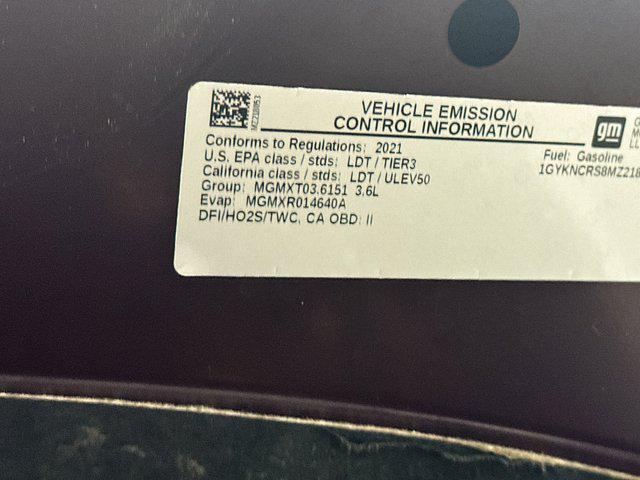 VEHICLE EMISSION
CONTROL INFORMATION
gm
Conforms to Regulations: 2021
Fuel: Gasoline
U.S. EPA class / stds: LDT / TIER3
1GYKNCRS8MZ218
California class / stds: LDT / ULEV50
Group: MGMXT03.6151 3.6L
Evap: MGMXR014640A
DFI/HO2S/TWC, CA OBD: II